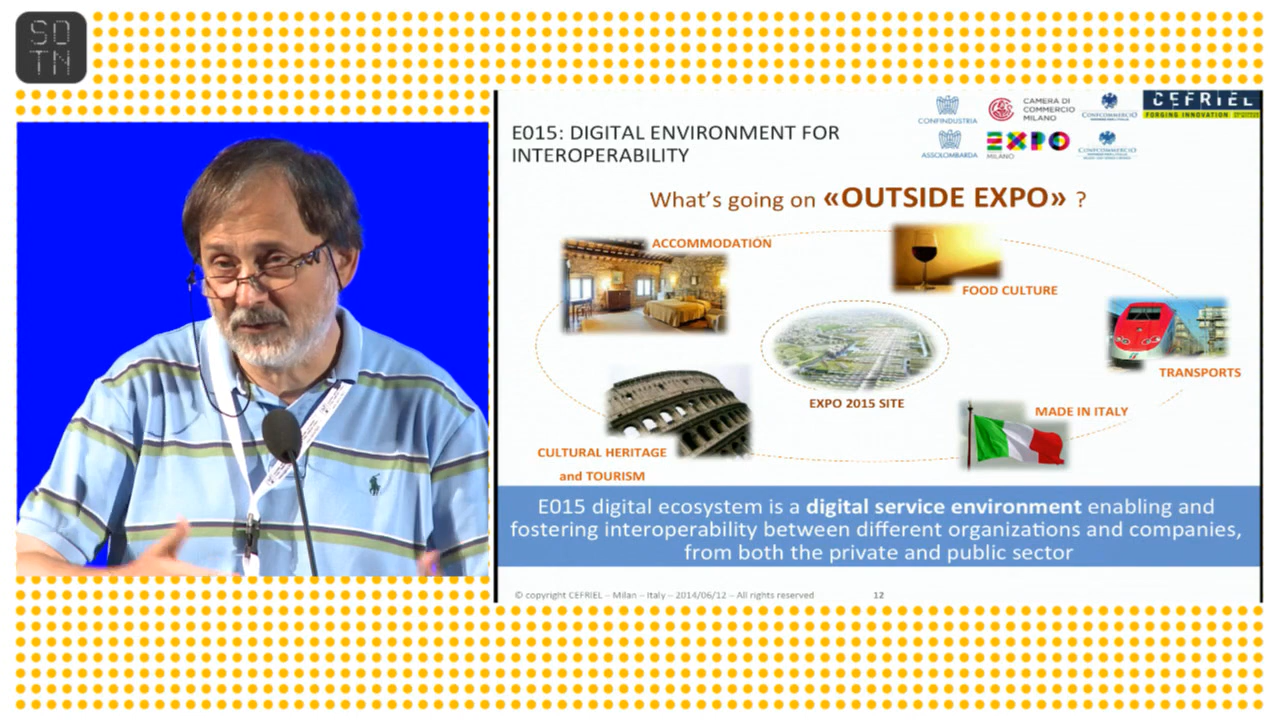 SD
TN
E015: DIGITAL ENVIRONMENT FOR
INTEROPERABILITY
CONFINDUSTRIA
CAMERA DI
COMMERCIO
MILANO
CONFCOMMERCIO
CEFRIEL
FORGING INNOVATION
ASSOLOMBARDA
EXPO
MILANO
CONFCOMMERCIO
What's going on «OUTSIDE EXPO» ?
ACCOMMODATION
FOOD CULTURE
TRANSPORTS
EXPO 2015 SITE
MADE IN ITALY
CULTURAL HERITAGE
and TOURISM
E015 digital ecosystem is a digital service environment enabling and
fostering interoperability between different organizations and companies,
from both the private and public sector
© copyright CEFRIEL – Milan – Italy – 2014/06/12 – All rights reserved
12